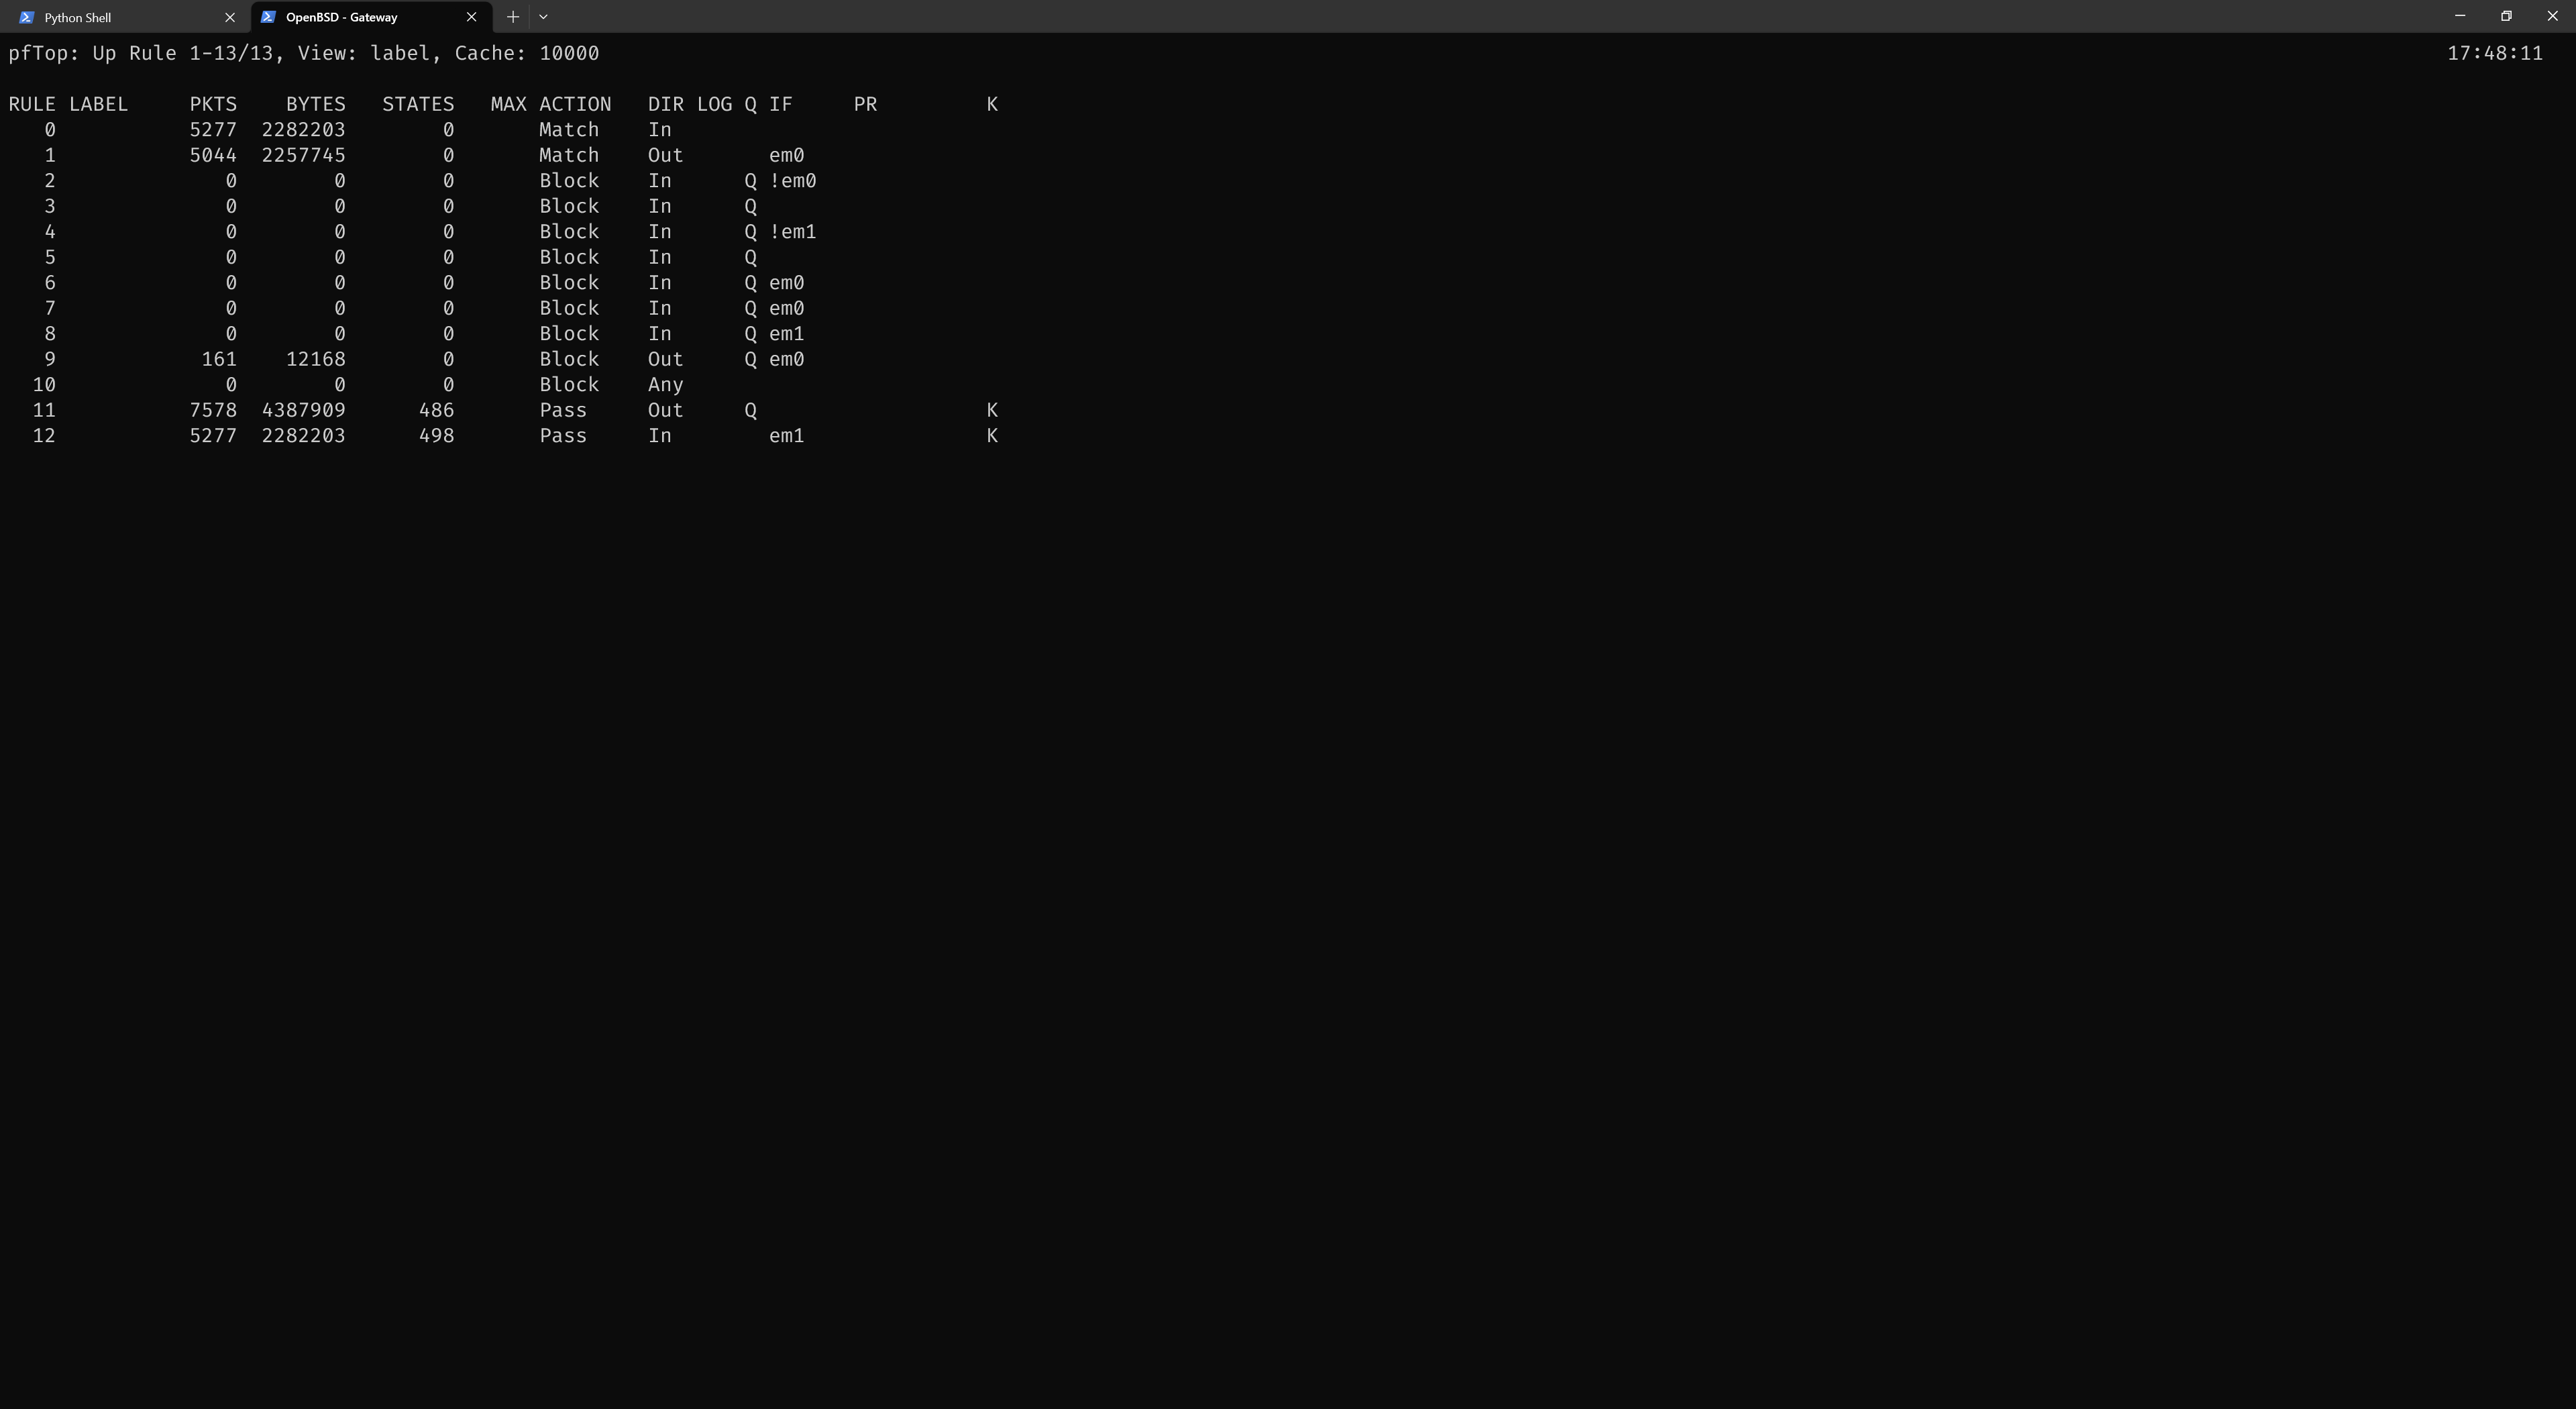 Python Shell OpenBSD - Gateway
pfTop: Up Rule 1-13/13, View: label, Cache: 10000 17:48:11
RULE LABEL PKTS BYTES STATES MAX ACTION DIR LOG Q IF PR K
0 5277 2282203 0 Match In
1 5044 2257745 0 Match Out em0
2 0 0 0 Block In Q !em0
3 0 0 0 Block In Q
4 0 0 0 Block In Q !em1
5 0 0 0 Block In Q
6 0 0 0 Block In Q em0
7 0 0 0 Block In Q em0
8 0 0 0 Block In Q em1
9 161 12168 0 Block Out Q em0
10 0 0 0 Block Any
11 7578 4387909 486 Pass Out Q K
12 5277 2282203 498 Pass In em1 K